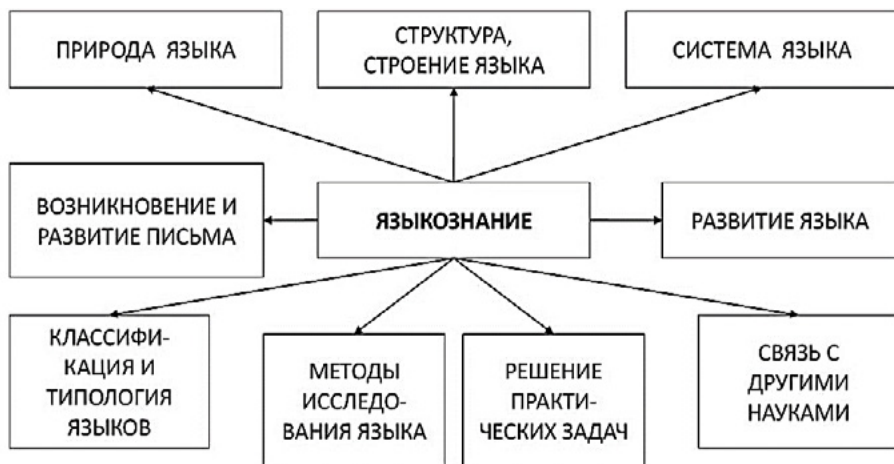 ПРИРОДА ЯЗЫКА
СТРУКТУРА,
СТРОЕНИЕ ЯЗЫКА
СИСТЕМА ЯЗЫКА
ВОЗНИКНОВЕНИЕ И
РАЗВИТИЕ ПИСЬМА
ЯЗЫКОЗНАНИЕ
РАЗВИТИЕ ЯЗЫКА
КЛАССИФИ-
КАЦИЯ И
ТИПОЛОГИЯ
ЯЗЫКОВ
МЕТОДЫ
ИССЛЕДО-
ВАНИЯ ЯЗЫКА
РЕШЕНИЕ
ПРАКТИ-
ЧЕСКИХ ЗАДАЧ
СВЯЗЬ С
ДРУГИМИ
НАУКАМИ